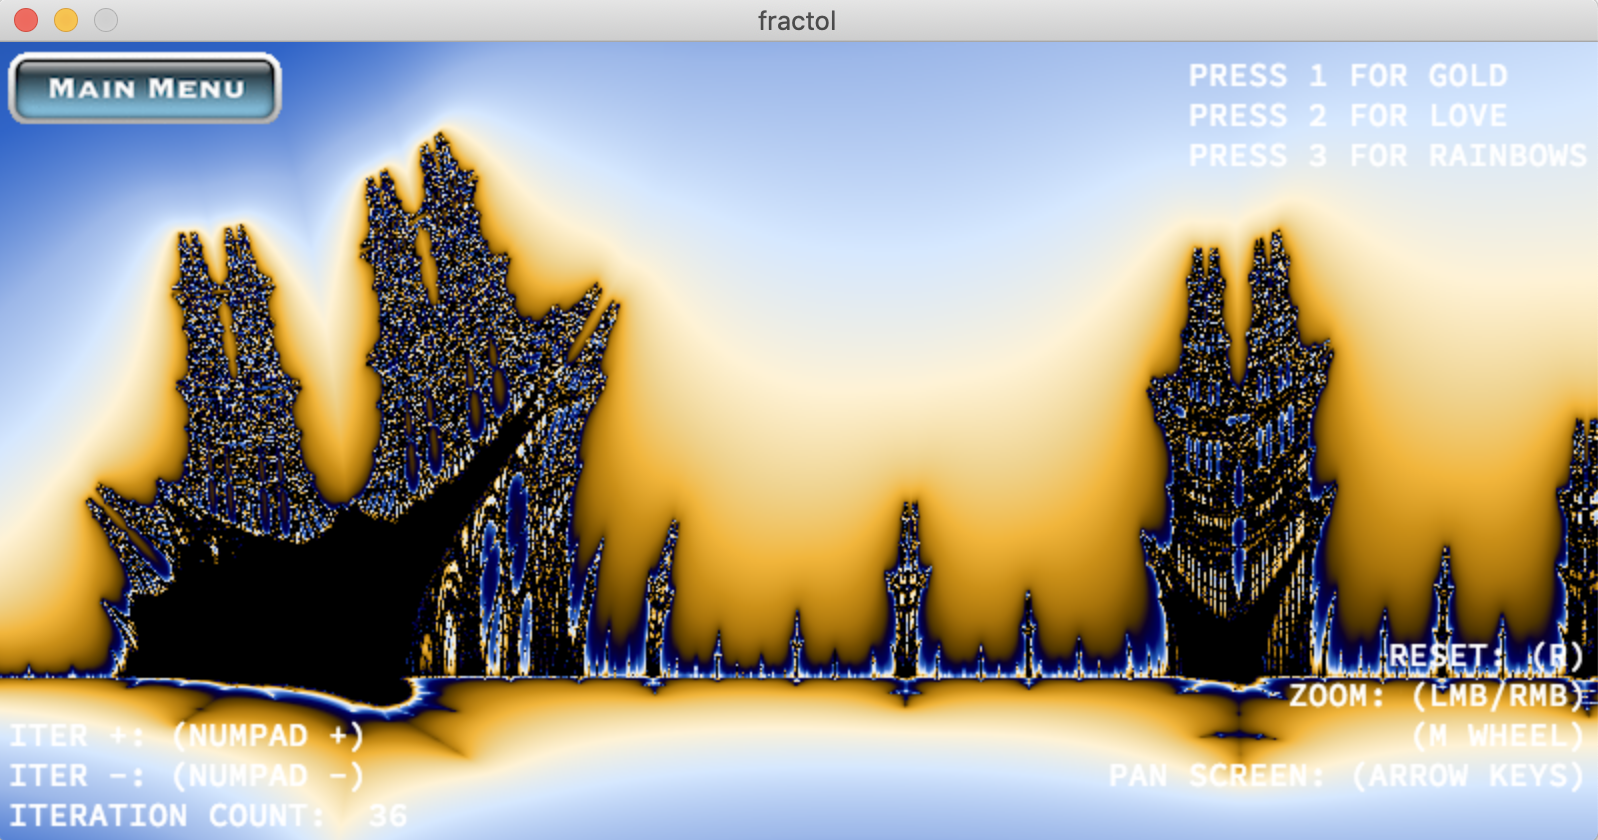 fractol
MAIN MENU
PRESS 1 FOR GOLD
PRESS 2 FOR LOVE
PRESS 3 FOR RAINBOWS
RESET: (R)
ZOOM: (LMB/RMB)
(M WHEEL)
PAN SCREEN: (ARROW KEYS)
ITER +: (NUMPAD +)
ITER -: (NUMPAD -)
ITERATION COUNT: 36